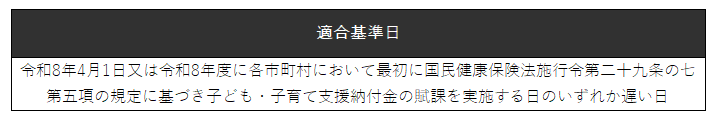 適合基準日
令和8年4月1日又は令和8年度に各市町村において最初に国民健康保険法施行令第二十九条の七
第五項の規定に基づき子ども・子育て支援納付金の賦課を実施する日のいずれか遅い日